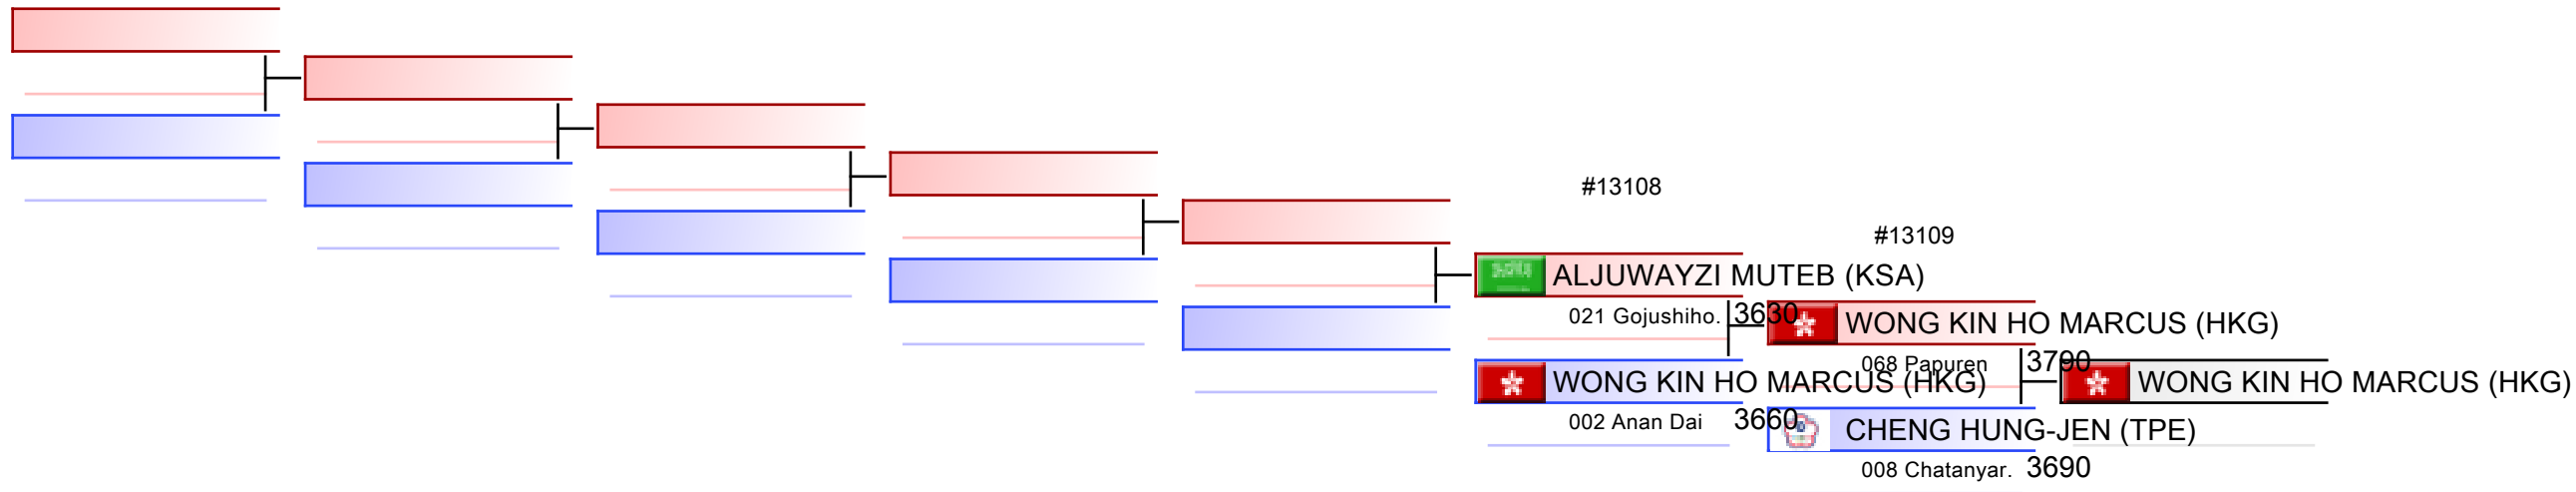 #13108
#13109
ALJUWAYZI MUTEB (KSA)
021 Gojushiho. 3630
WONG KIN HO MARCUS (HKG)
068 Papuren 3790
WONG KIN HO MARCUS (HKG)
WONG KIN HO MARCUS (HKG)
002 Anan Dai 3660
CHENG HUNG-JEN (TPE)
008 Chatanyar. 3690